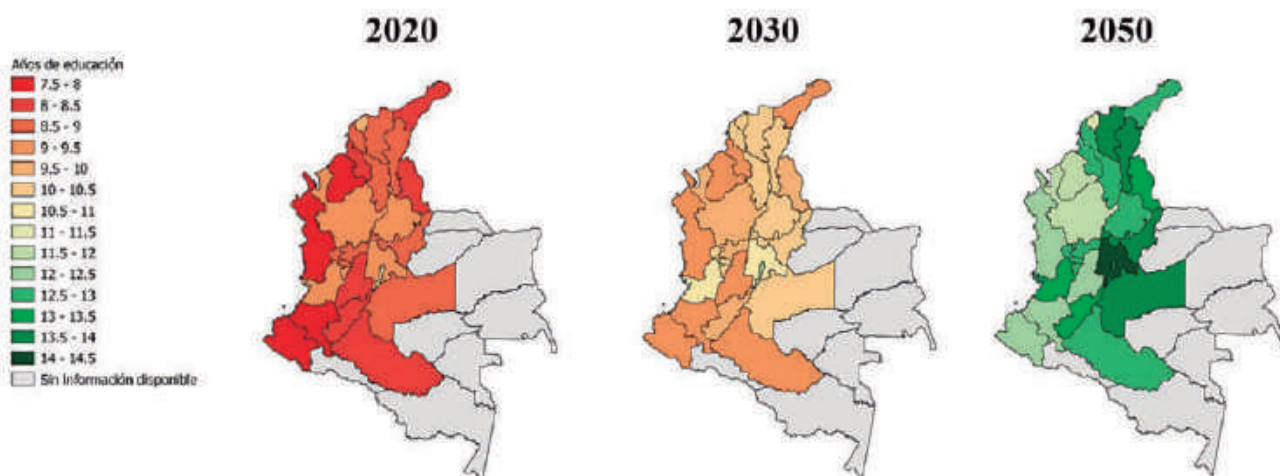 2020
2030
2050
Años de educación
7.5 - 8
8 - 8.5
8.5 - 9
9 - 9.5
9.5 - 10
10 - 10.5
10.5 - 11
11 - 11.5
11.5 - 12
12 - 12.5
12.5 - 13
13 - 13.5
13.5 - 14
14 - 14.5
Sin información disponible